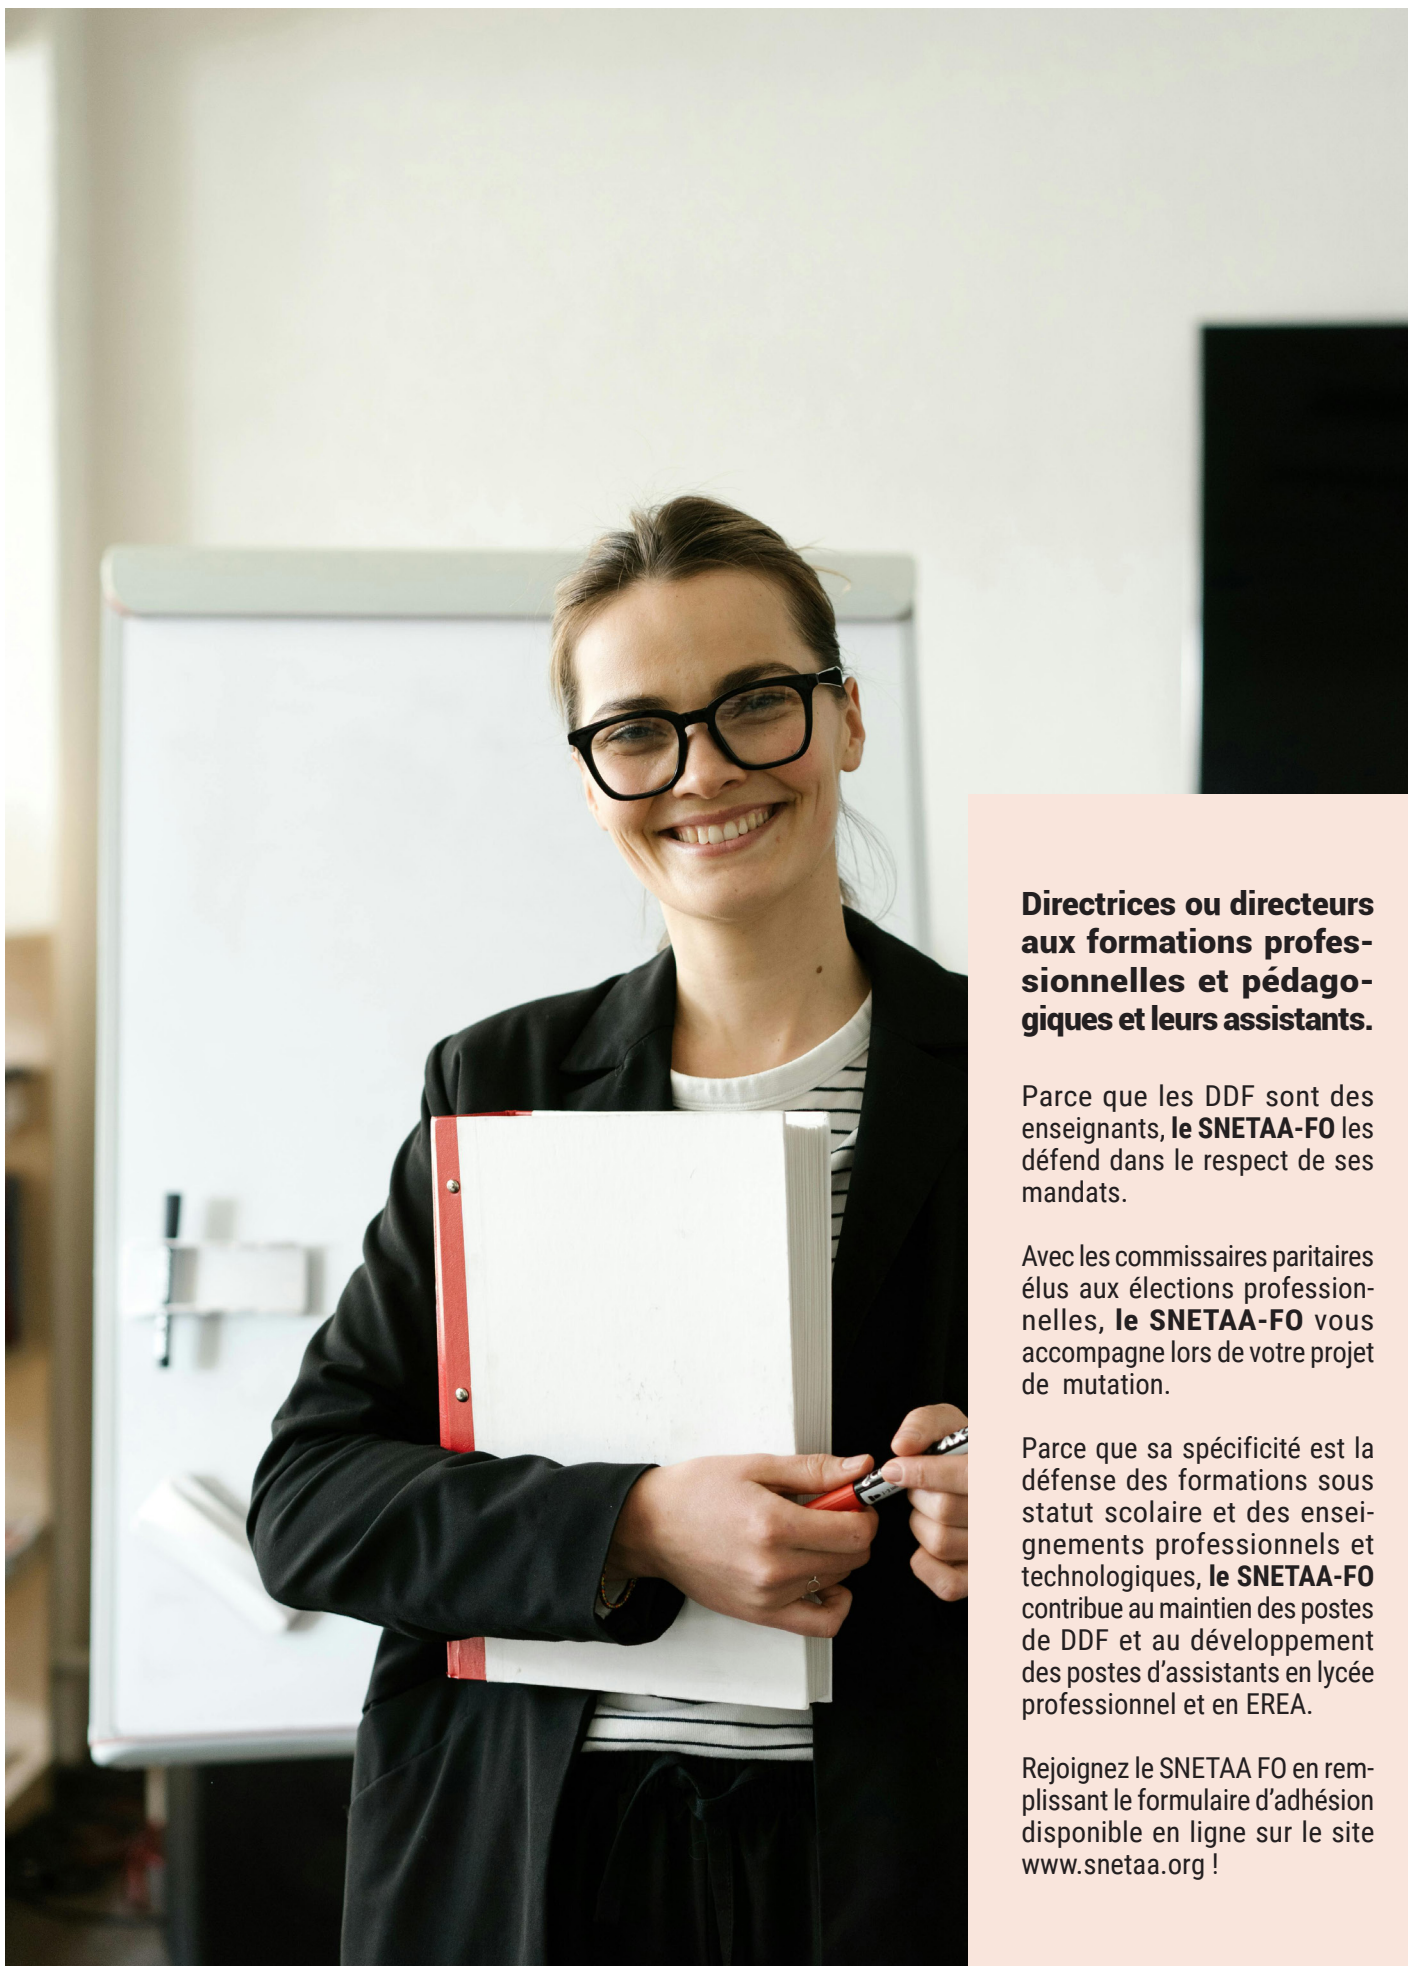 Directrices ou directeurs
aux formations profes-
sionnelles et pédago-
giques et leurs assistants.
Parce que les DDF sont des
enseignants, le SNETAA-FO les
défend dans le respect de ses
mandats.
Avec les commissaires paritaires
élus aux élections profession-
nelles, le SNETAA-FO vous
accompagne lors de votre projet
de mutation.
Parce que sa spécificité est la
défense des formations sous
statut scolaire et des ensei-
gnements professionnels et
technologiques, le SNETAA-FO
contribue au maintien des postes
de DDF et au développement
des postes d’assistants en lycée
professionnel et en EREA.
Rejoignez le SNETAA FO en rem-
plissant le formulaire d’adhésion
disponible en ligne sur le site
www.snetaa.org !